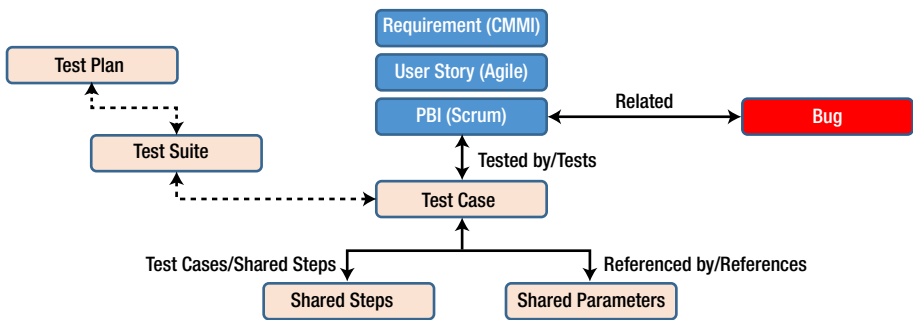 Requirement (CMMI)
Test Plan
User Story (Agile)
PBI (Scrum)
Related
Bug
Test Suite
Tested by/Tests
Test Case
Test Cases/Shared Steps
Referenced by/References
Shared Steps
Shared Parameters